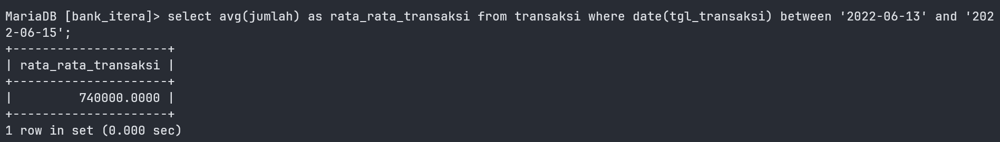 MariaDB [bank_itera]> select avg(jumlah) as rata_rata_transaksi from transaksi where date(tgl_transaksi) between '2022-06-13' and '202
2-06-15';
+---------------------+
| rata_rata_transaksi |
+---------------------+
|         740000.0000 |
+---------------------+
1 row in set (0.000 sec)